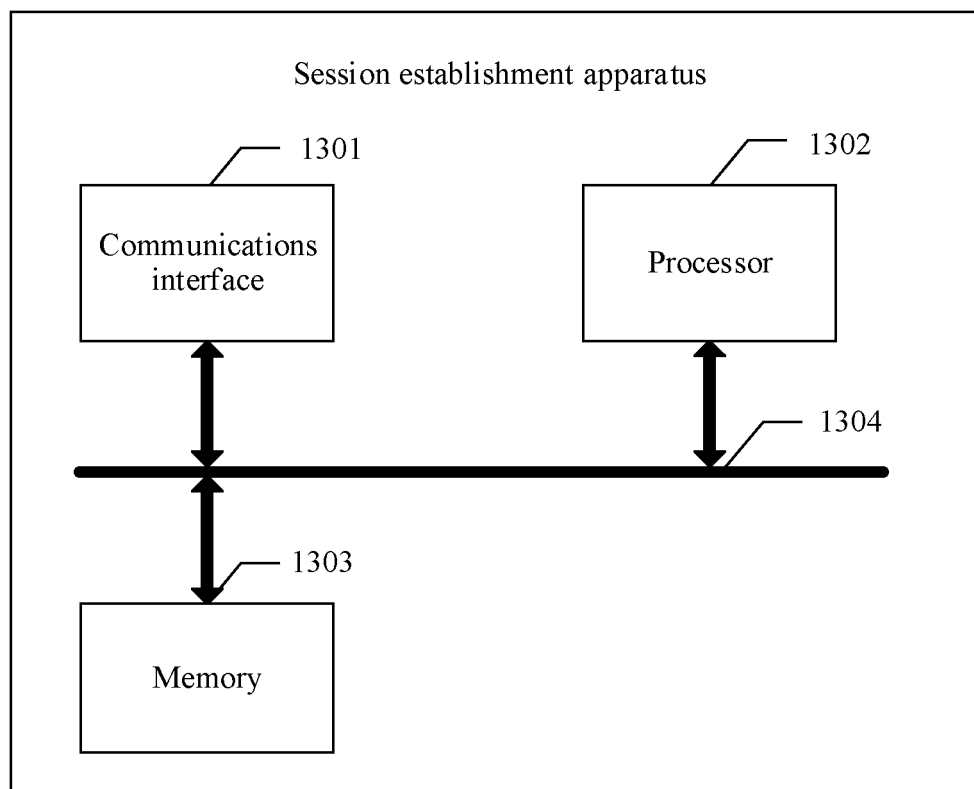 Session establishment apparatus
1301
1302
Communications
interface
Processor
1304
1303
Memory